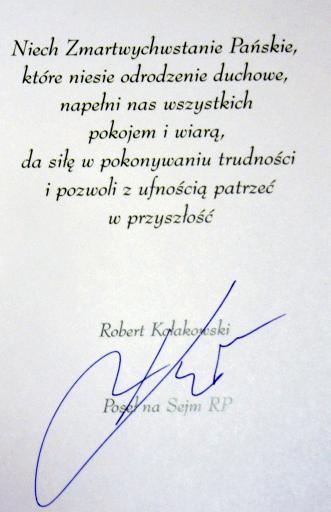 Niech Zmartwychwstanie Pańskie,
które niesie odrodzenie duchowe,
napełni nas wszystkich
pokojem i wiarą,
da siłę w pokonywaniu trudności
i pozwoli z ufnością patrzeć
w przyszłość
Robert Kołakowski
Poseł na Sejm RP